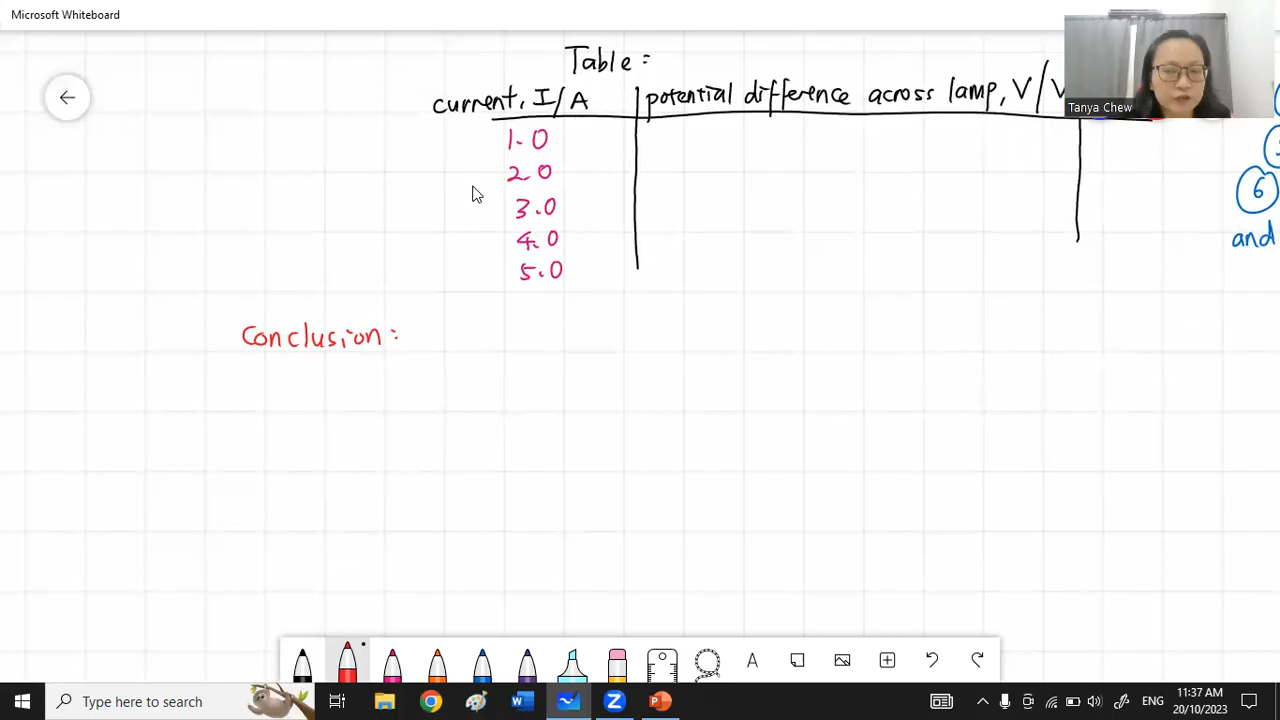 Microsoft Whiteboard
Table:
current, I/A
potential difference across lamp, V/V
Tanya Chew
1.0
2.0
3.0
4.0
5.0
6
and
Conclusion:
A
Type here to search
ENG
11:37 AM
20/10/2023